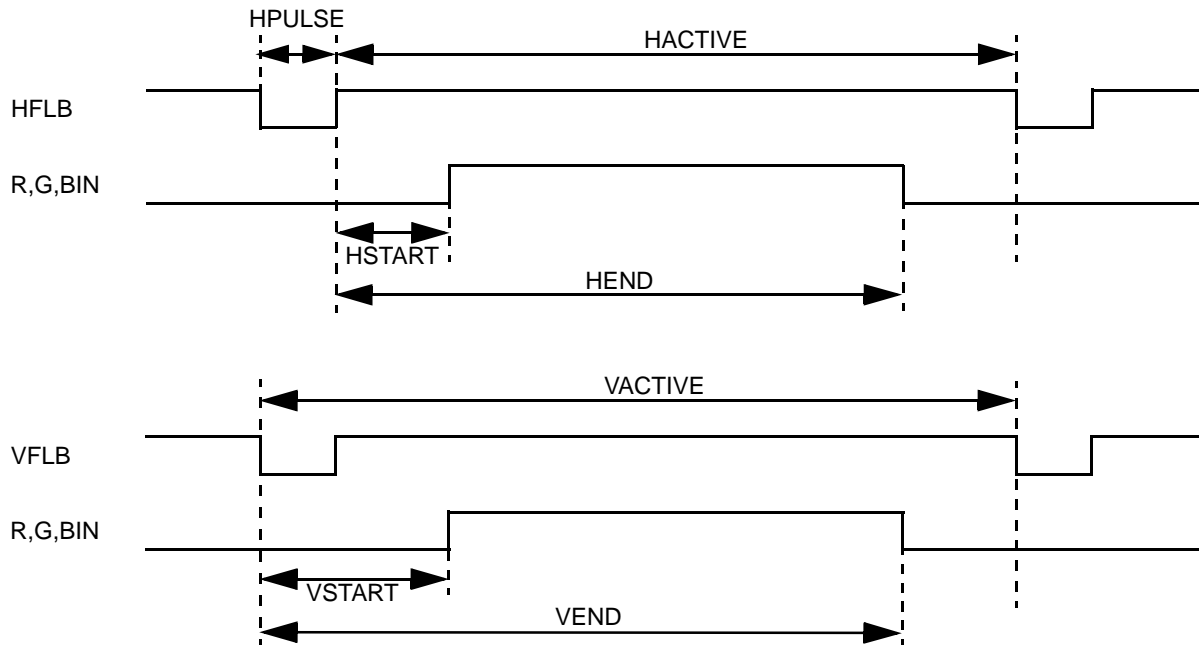 HPULSE
HACTIVE
HFLB
R,G,BIN
HSTART
HEND
VACTIVE
VFLB
R,G,BIN
VSTART
VEND